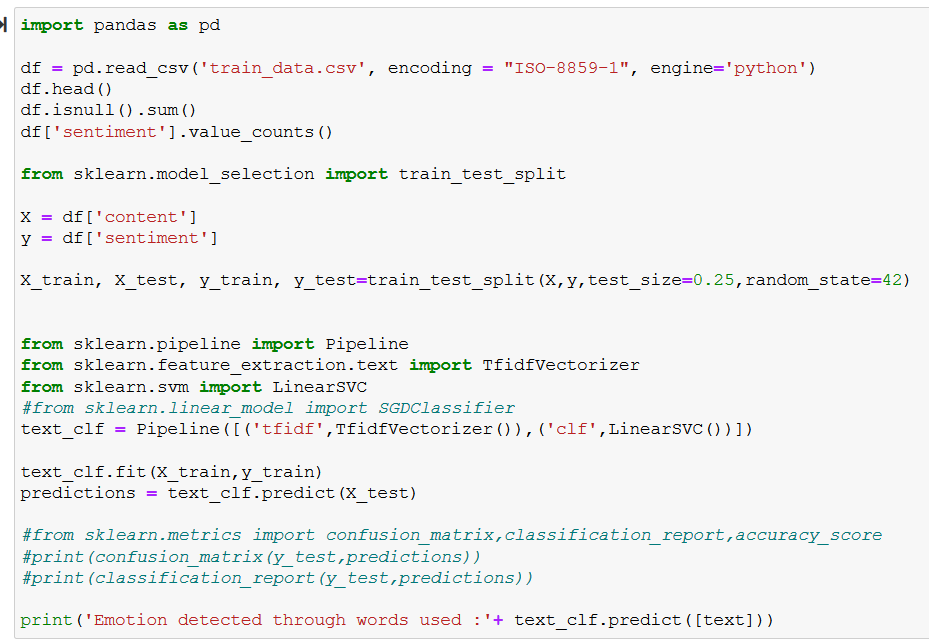 import pandas as pd
df = pd.read_csv('train_data.csv', encoding = "ISO-8859-1", engine='python')
df.head()
df.isnull().sum()
df['sentiment'].value_counts()
from sklearn.model_selection import train_test_split
X = df['content']
y = df['sentiment']
X_train, X_test, y_train, y_test=train_test_split(X,y,test_size=0.25,random_state=42)
from sklearn.pipeline import Pipeline
from sklearn.feature_extraction.text import TfidfVectorizer
from sklearn.svm import LinearSVC
#from sklearn.linear_model import SGDClassifier
text_clf = Pipeline([('tfidf',TfidfVectorizer()),('clf',LinearSVC())])
text_clf.fit(X_train,y_train)
predictions = text_clf.predict(X_test)
#from sklearn.metrics import confusion_matrix,classification_report,accuracy_score
#print(confusion_matrix(y_test,predictions))
#print(classification_report(y_test,predictions))
print('Emotion detected through words used :'+ text_clf.predict([text]))